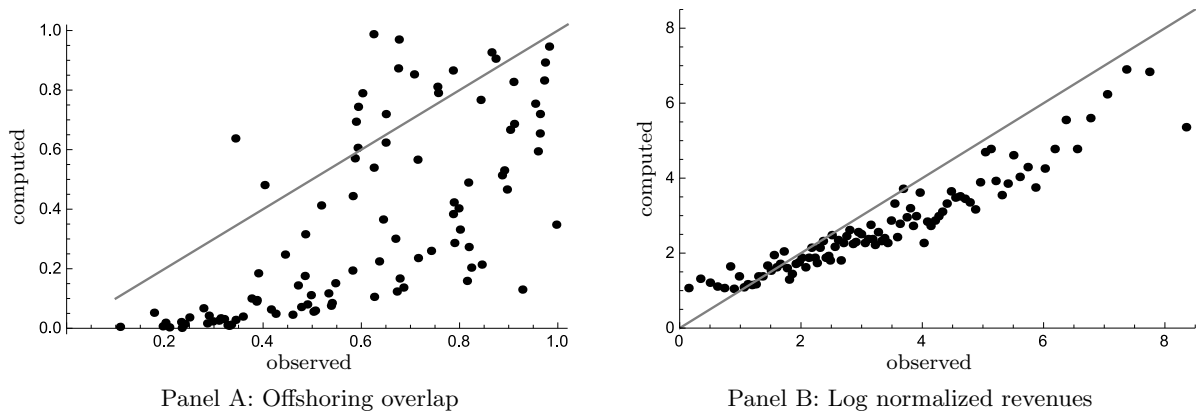 1.0
0.8
0.6
0.4
0.2
0.0
computed
0.2 0.4 0.6 0.8 1.0
observed
Panel A: Offshoring overlap
8
6
4
2
0
computed
0 2 4 6 8
observed
Panel B: Log normalized revenues